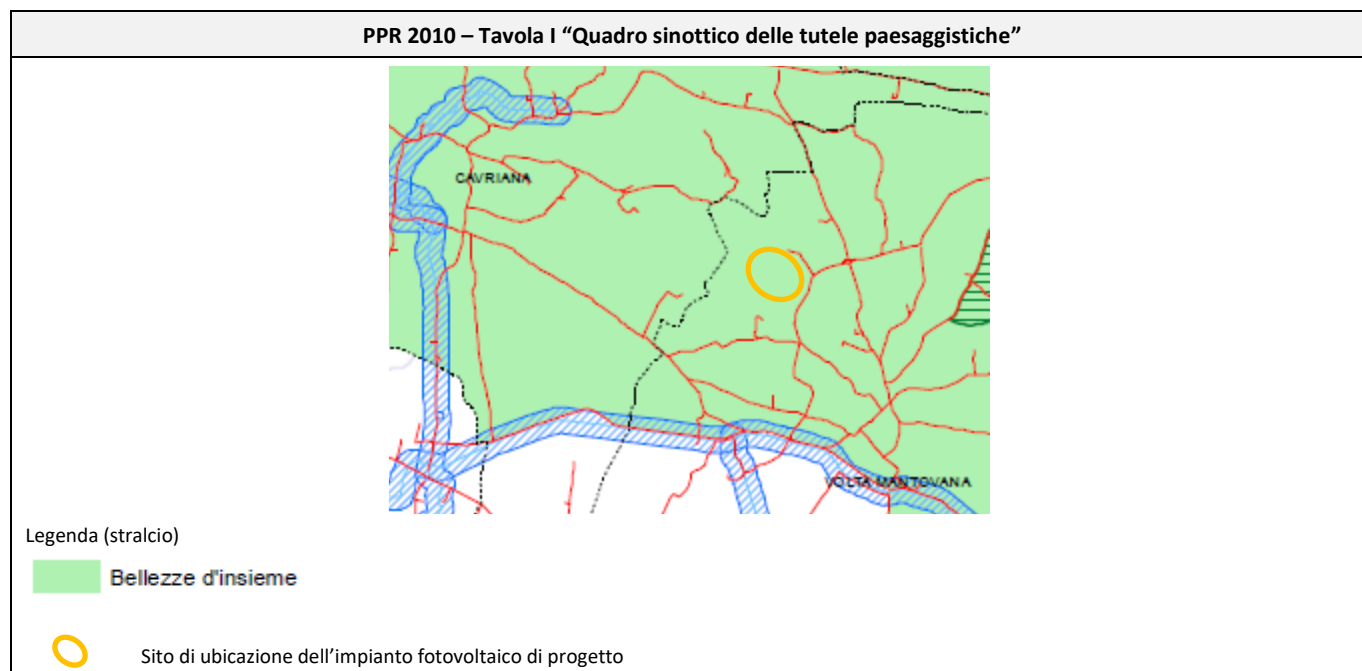 PPR 2010 – Tavola I “Quadro sinottico delle tutele paesaggistiche”
CAVRIANA
VOLTA MANTOVANA
Legenda (stralcio)
Bellezze d'insieme
Sito di ubicazione dell’impianto fotovoltaico di progetto